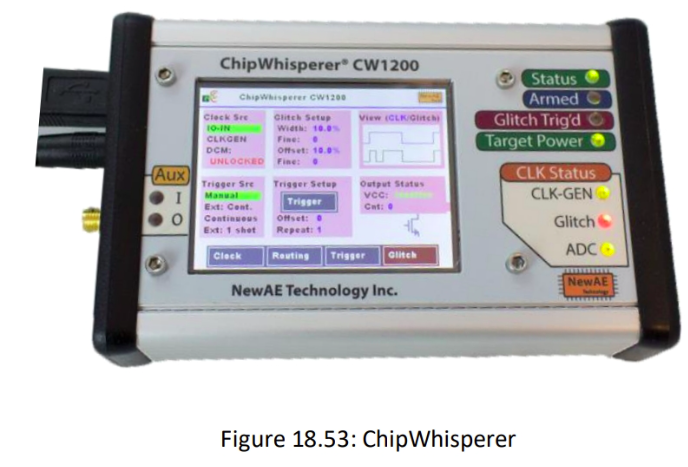 ChipWhisperer® CW1200
ChipWhisperer CW1200
NewAE
Clock Src
IO-IN
CLKGEN
DCM:
UNLOCKED
Glitch Setup
Width: 10.0%
Fine: 0
Offset: 10.0%
Fine: 0
View (CLK/Glitch)
Trigger Src
Manual
Ext: Cont.
Continuous
Ext: 1 shot
Trigger Setup
Trigger
Offset: 0
Repeat: 1
Output Status
VCC:
Cnt: 0
Clock
Routing
Trigger
Glitch
NewAE Technology Inc.
Aux
I
O
Status
Armed
Glitch Trig'd
Target Power
CLK Status
CLK-GEN
Glitch
ADC
NewAE
Technology
Figure 18.53: ChipWhisperer